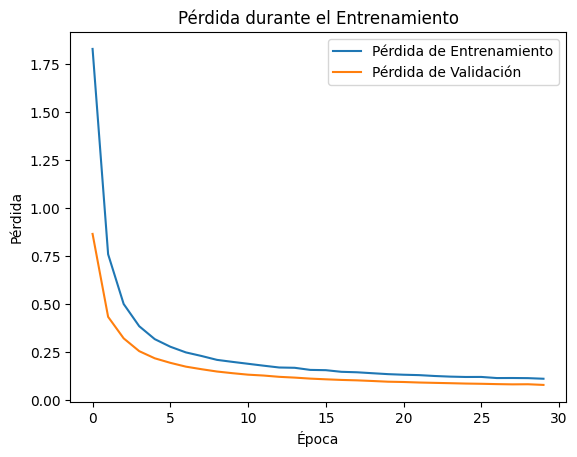 Pérdida durante el Entrenamiento
Pérdida de Entrenamiento
Pérdida de Validación
Pérdida
1.75
1.50
1.25
1.00
0.75
0.50
0.25
0.00
0 5 10 15 20 25 30
Época